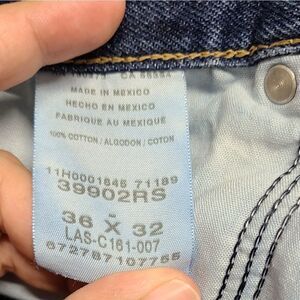 MADE IN MEXICO
HECHO EN MEXICO
FABRIQUE AU MEXIQUE
100% COTTON / ALGODON / COTON
11H0001845 71189
39902RS
-
36 X 32
LAS-C161-007
672787107755